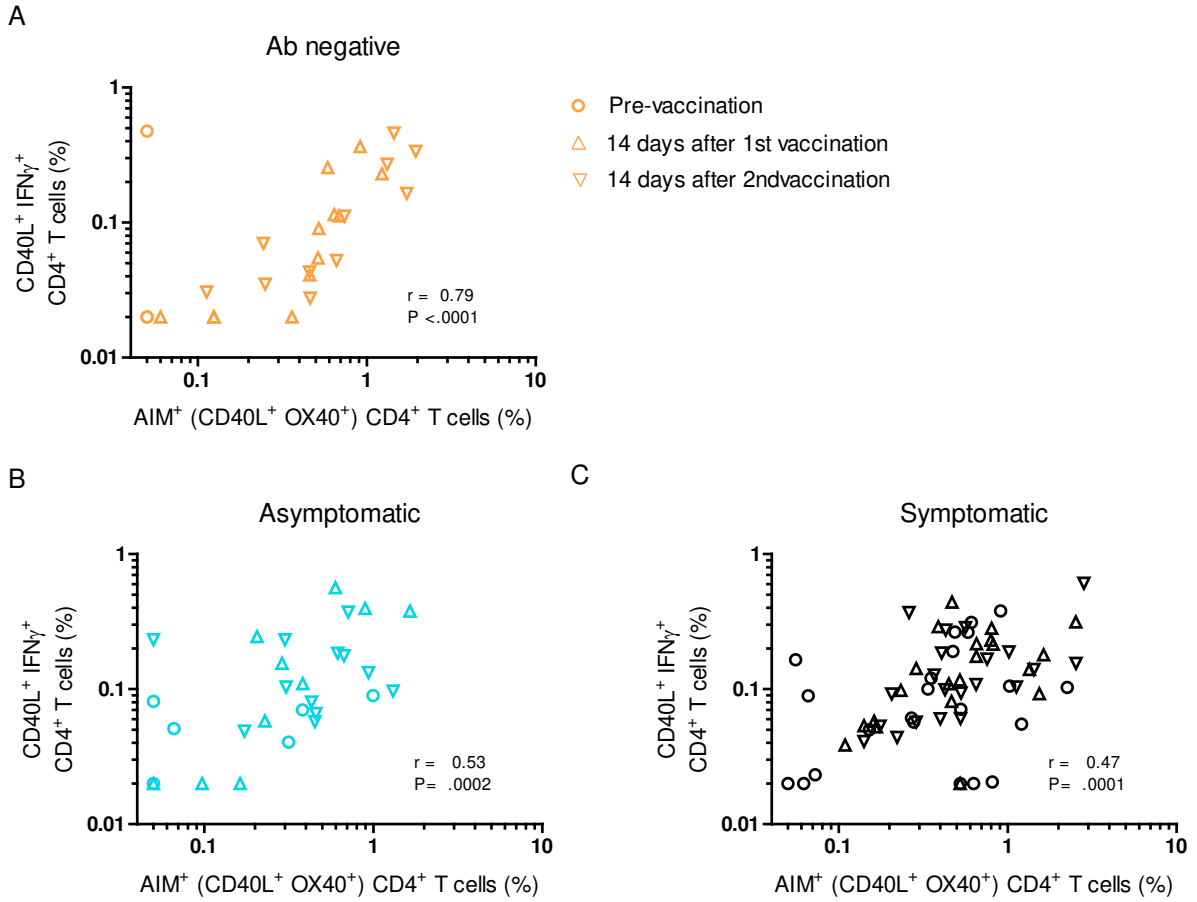 A
Ab negative
1
0.1
0.01
CD40L⁺ IFNγ⁺
CD4⁺ T cells (%)
r = 0.79
P <.0001
0.1 1 10
AIM⁺ (CD40L⁺ OX40⁺) CD4⁺ T cells (%)
Pre-vaccination
14 days after 1st vaccination
14 days after 2ndvaccination
B
Asymptomatic
1
0.1
0.01
CD40L⁺ IFNγ⁺
CD4⁺ T cells (%)
r = 0.53
P= .0002
0.1 1 10
AIM⁺ (CD40L⁺ OX40⁺) CD4⁺ T cells (%)
C
Symptomatic
1
0.1
0.01
CD40L⁺ IFNγ⁺
CD4⁺ T cells (%)
r = 0.47
P= .0001
0.1 1 10
AIM⁺ (CD40L⁺ OX40⁺) CD4⁺ T cells (%)